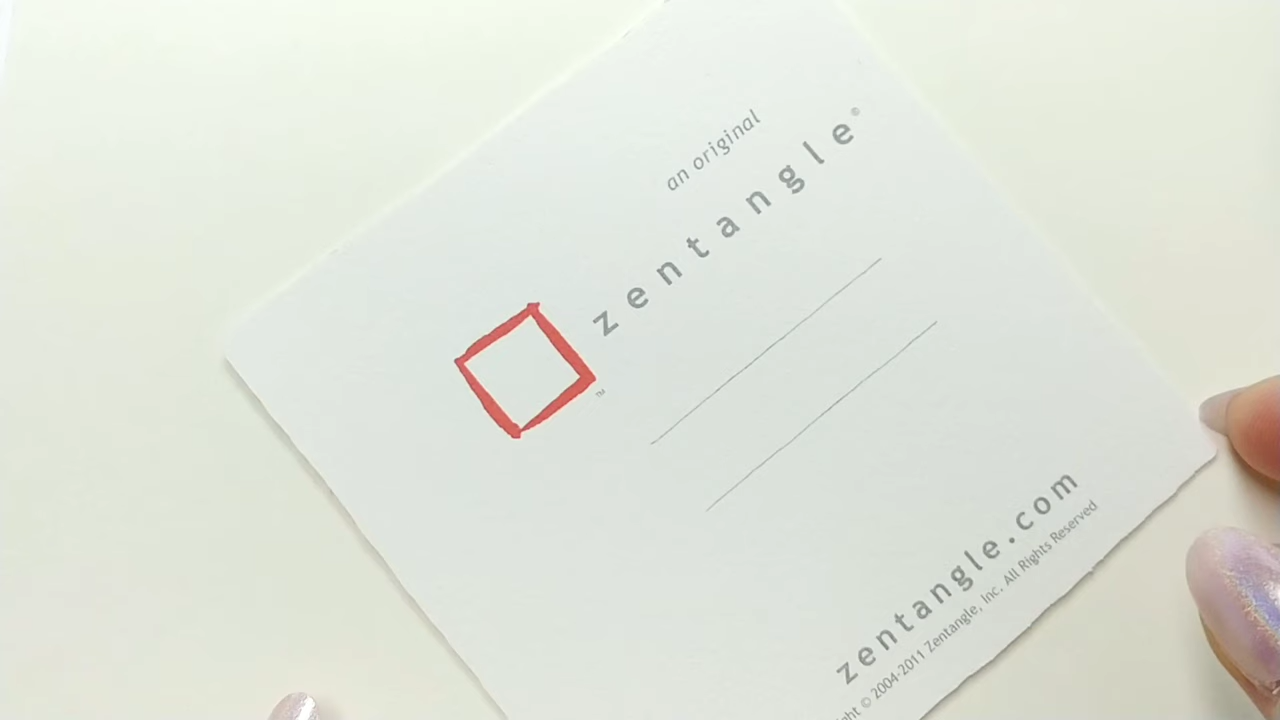 an original
zentangle®
™
zentangle.com
© 2004-2011 Zentangle, Inc. All Rights Reserved